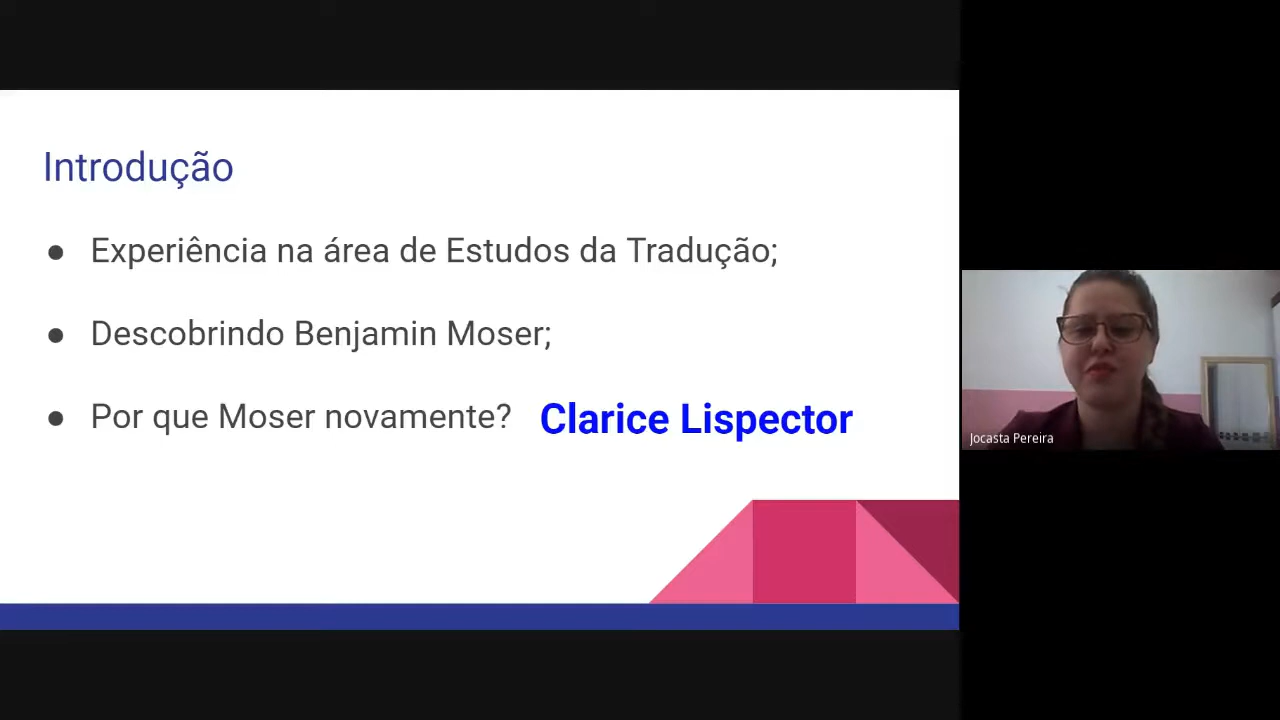 Introdução
● Experiência na área de Estudos da Tradução;
● Descobrindo Benjamin Moser;
● Por que Moser novamente? Clarice Lispector
Jocasta Pereira